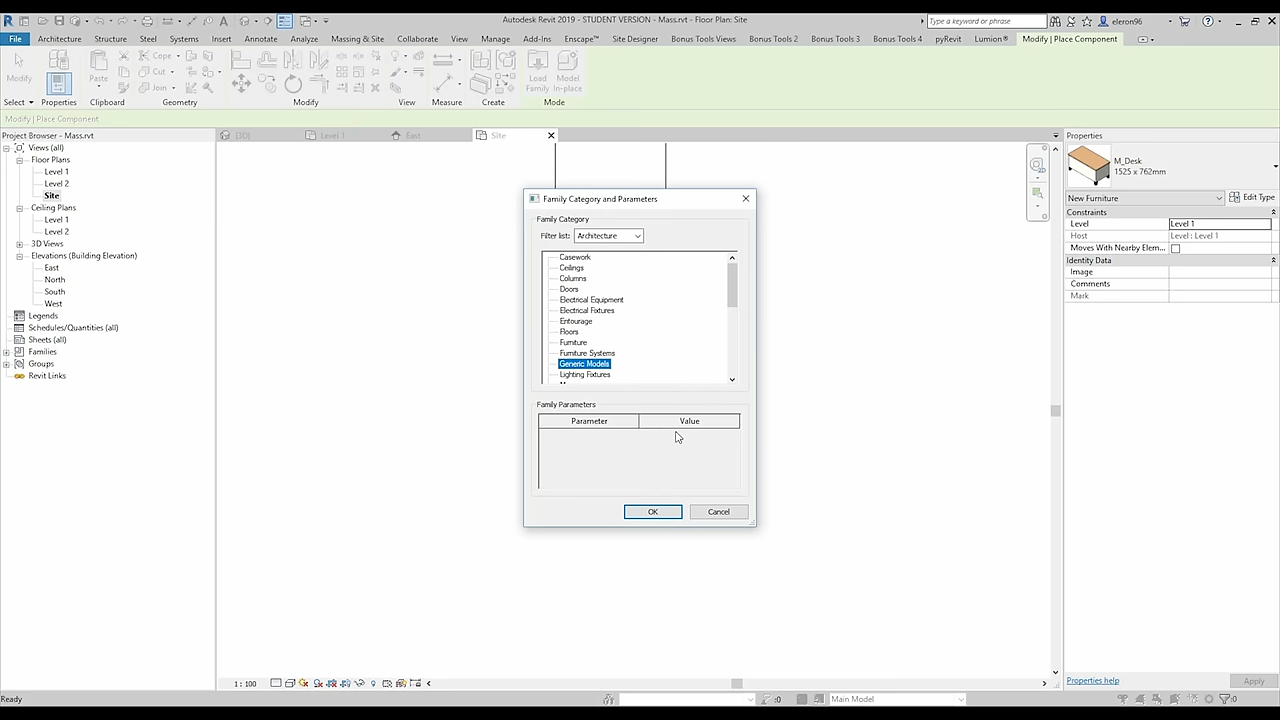 Autodesk Revit 2019 - STUDENT VERSION - Mass.rvt - Floor Plan: Site
Type a keyword or phrase
eleron96
File Architecture Structure Steel Systems Insert Annotate Analyze Massing & Site Collaborate View Manage Add-Ins Enscape™ Site Designer Bonus Tools Views Bonus Tools 2 Bonus Tools 3 Bonus Tools 4 pyRevit Lumion® Modify | Place Component
Modify Paste Cope Cut Join Load Family Model In-place
Select Properties Clipboard Geometry Modify View Measure Create Mode
Modify | Place Component
Project Browser - Mass.rvt
Views (all)
Floor Plans
Level 1
Level 2
Site
Ceiling Plans
Level 1
Level 2
3D Views
Elevations (Building Elevation)
East
North
South
West
Legends
Schedules/Quantities (all)
Sheets (all)
Families
Groups
Revit Links
{3D} Level 1 East Site
Family Category and Parameters
Family Category
Filter list: Architecture
Casework
Ceilings
Columns
Doors
Electrical Equipment
Electrical Fixtures
Entourage
Floors
Furniture
Furniture Systems
Generic Models
Lighting Fixtures
Family Parameters
Parameter Value
OK Cancel
Properties
M_Desk
1525 x 762mm
New Furniture Edit Type
Constraints
Level Level 1
Host Level : Level 1
Moves With Nearby Elem...
Identity Data
Image
Comments
Mark
Properties help Apply
1 : 100
Ready :0 Main Model :0